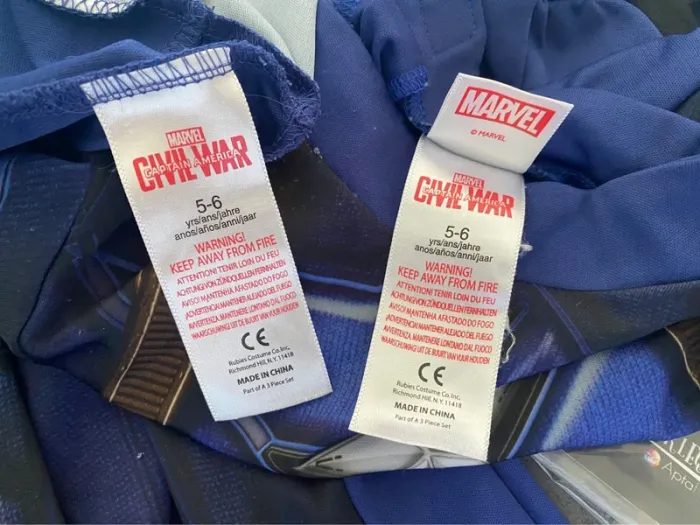 MARVEL
CIVIL WAR
CAPTAIN AMERICA
5-6
yrs/ans/jahre
anos/años/anni/jaar
WARNING!
KEEP AWAY FROM FIRE
ATTENTION! TENIR LOIN DU FEU
ACHTUNG! VON ZÜNDQUELLEN FERNHALTEN
AVISO! MANTENHA AFASTADO DO FOGO
¡ADVERTENCIA! MANTENER ALEJADO DEL FUEGO
AVVERTENZA, MANTENERE LONTANO DAL FUOCO
WAARSCHUWING! UIT DE BUURT VAN VUUR HOUDEN
CE
Rubies Costume Co. Inc.
Richmond Hill, N.Y. 11418
MADE IN CHINA
Part of A 3 Piece Set
MARVEL
© MARVEL
MARVEL
CIVIL WAR
CAPTAIN AMERICA
5-6
yrs/ans/jahre
anos/años/anni/jaar
WARNING!
KEEP AWAY FROM FIRE
ATTENTION! TENIR LOIN DU FEU
ACHTUNG! VON ZÜNDQUELLEN FERNHALTEN
AVISO! MANTENHA AFASTADO DO FOGO
¡ADVERTENCIA! MANTENER ALEJADO DEL FUEGO
AVVERTENZA, MANTENERE LONTANO DAL FUOCO
WAARSCHUWING! UIT DE BUURT VAN VUUR HOUDEN
CE
Rubies Costume Co. Inc.
Richmond Hill, N.Y. 11418
MADE IN CHINA
Part of A 3 Piece Set